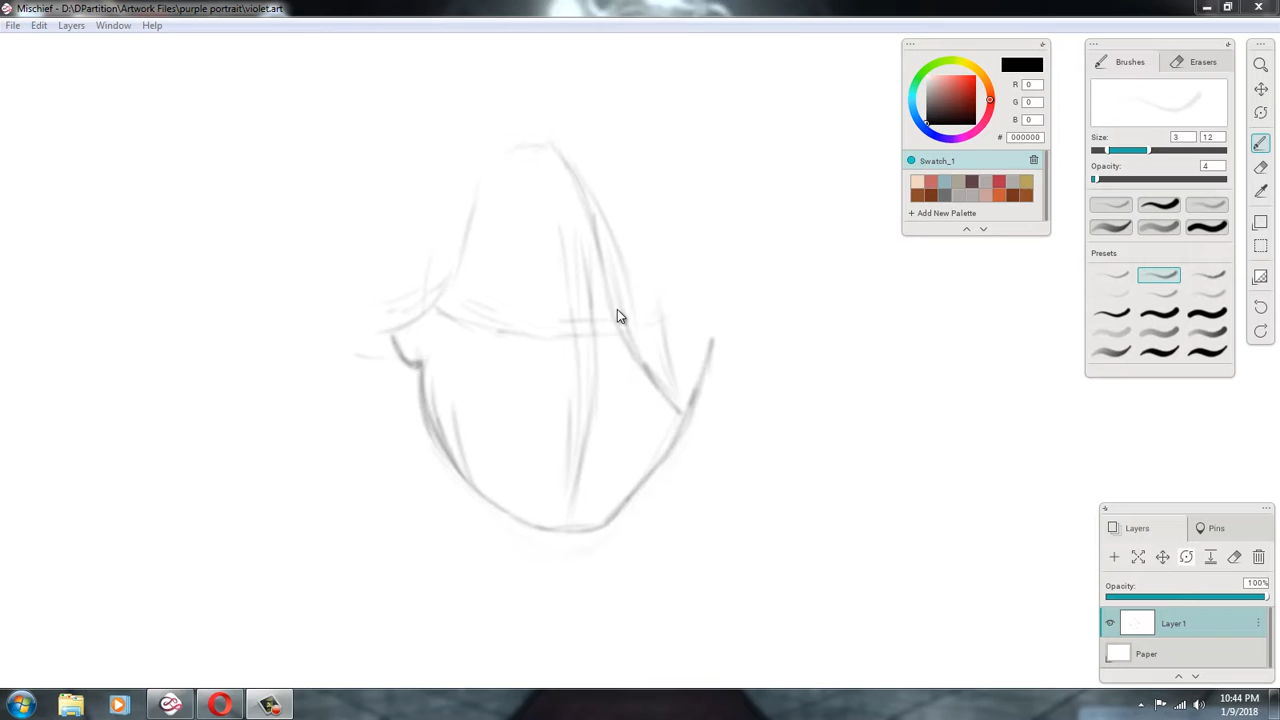 Mischief - D:\DPartition\Artwork Files\purple portrait\violet.art
File Edit Layers Window Help
R 0
G 0
B 0
# 000000
Swatch_1
+ Add New Palette
Brushes Erasers
Size: 3 12
Opacity: 4
Presets
Layers Pins
Opacity: 100%
Layer 1
Paper
10:44 PM
1/9/2018